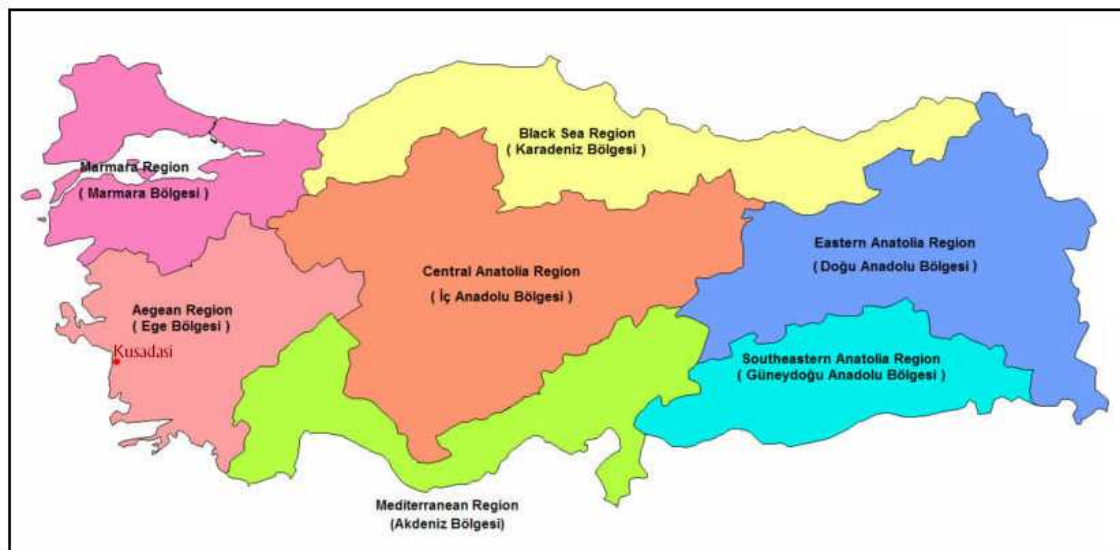 Black Sea Region
( Karadeniz Bölgesi )
Marmara Region
( Marmara Bölgesi )
Eastern Anatolia Region
( Doğu Anadolu Bölgesi )
Central Anatolia Region
( İç Anadolu Bölgesi )
Aegean Region
( Ege Bölgesi )
Kusadasi
Southeastern Anatolia Region
( Güneydoğu Anadolu Bölgesi )
Mediterranean Region
(Akdeniz Bölgesi)